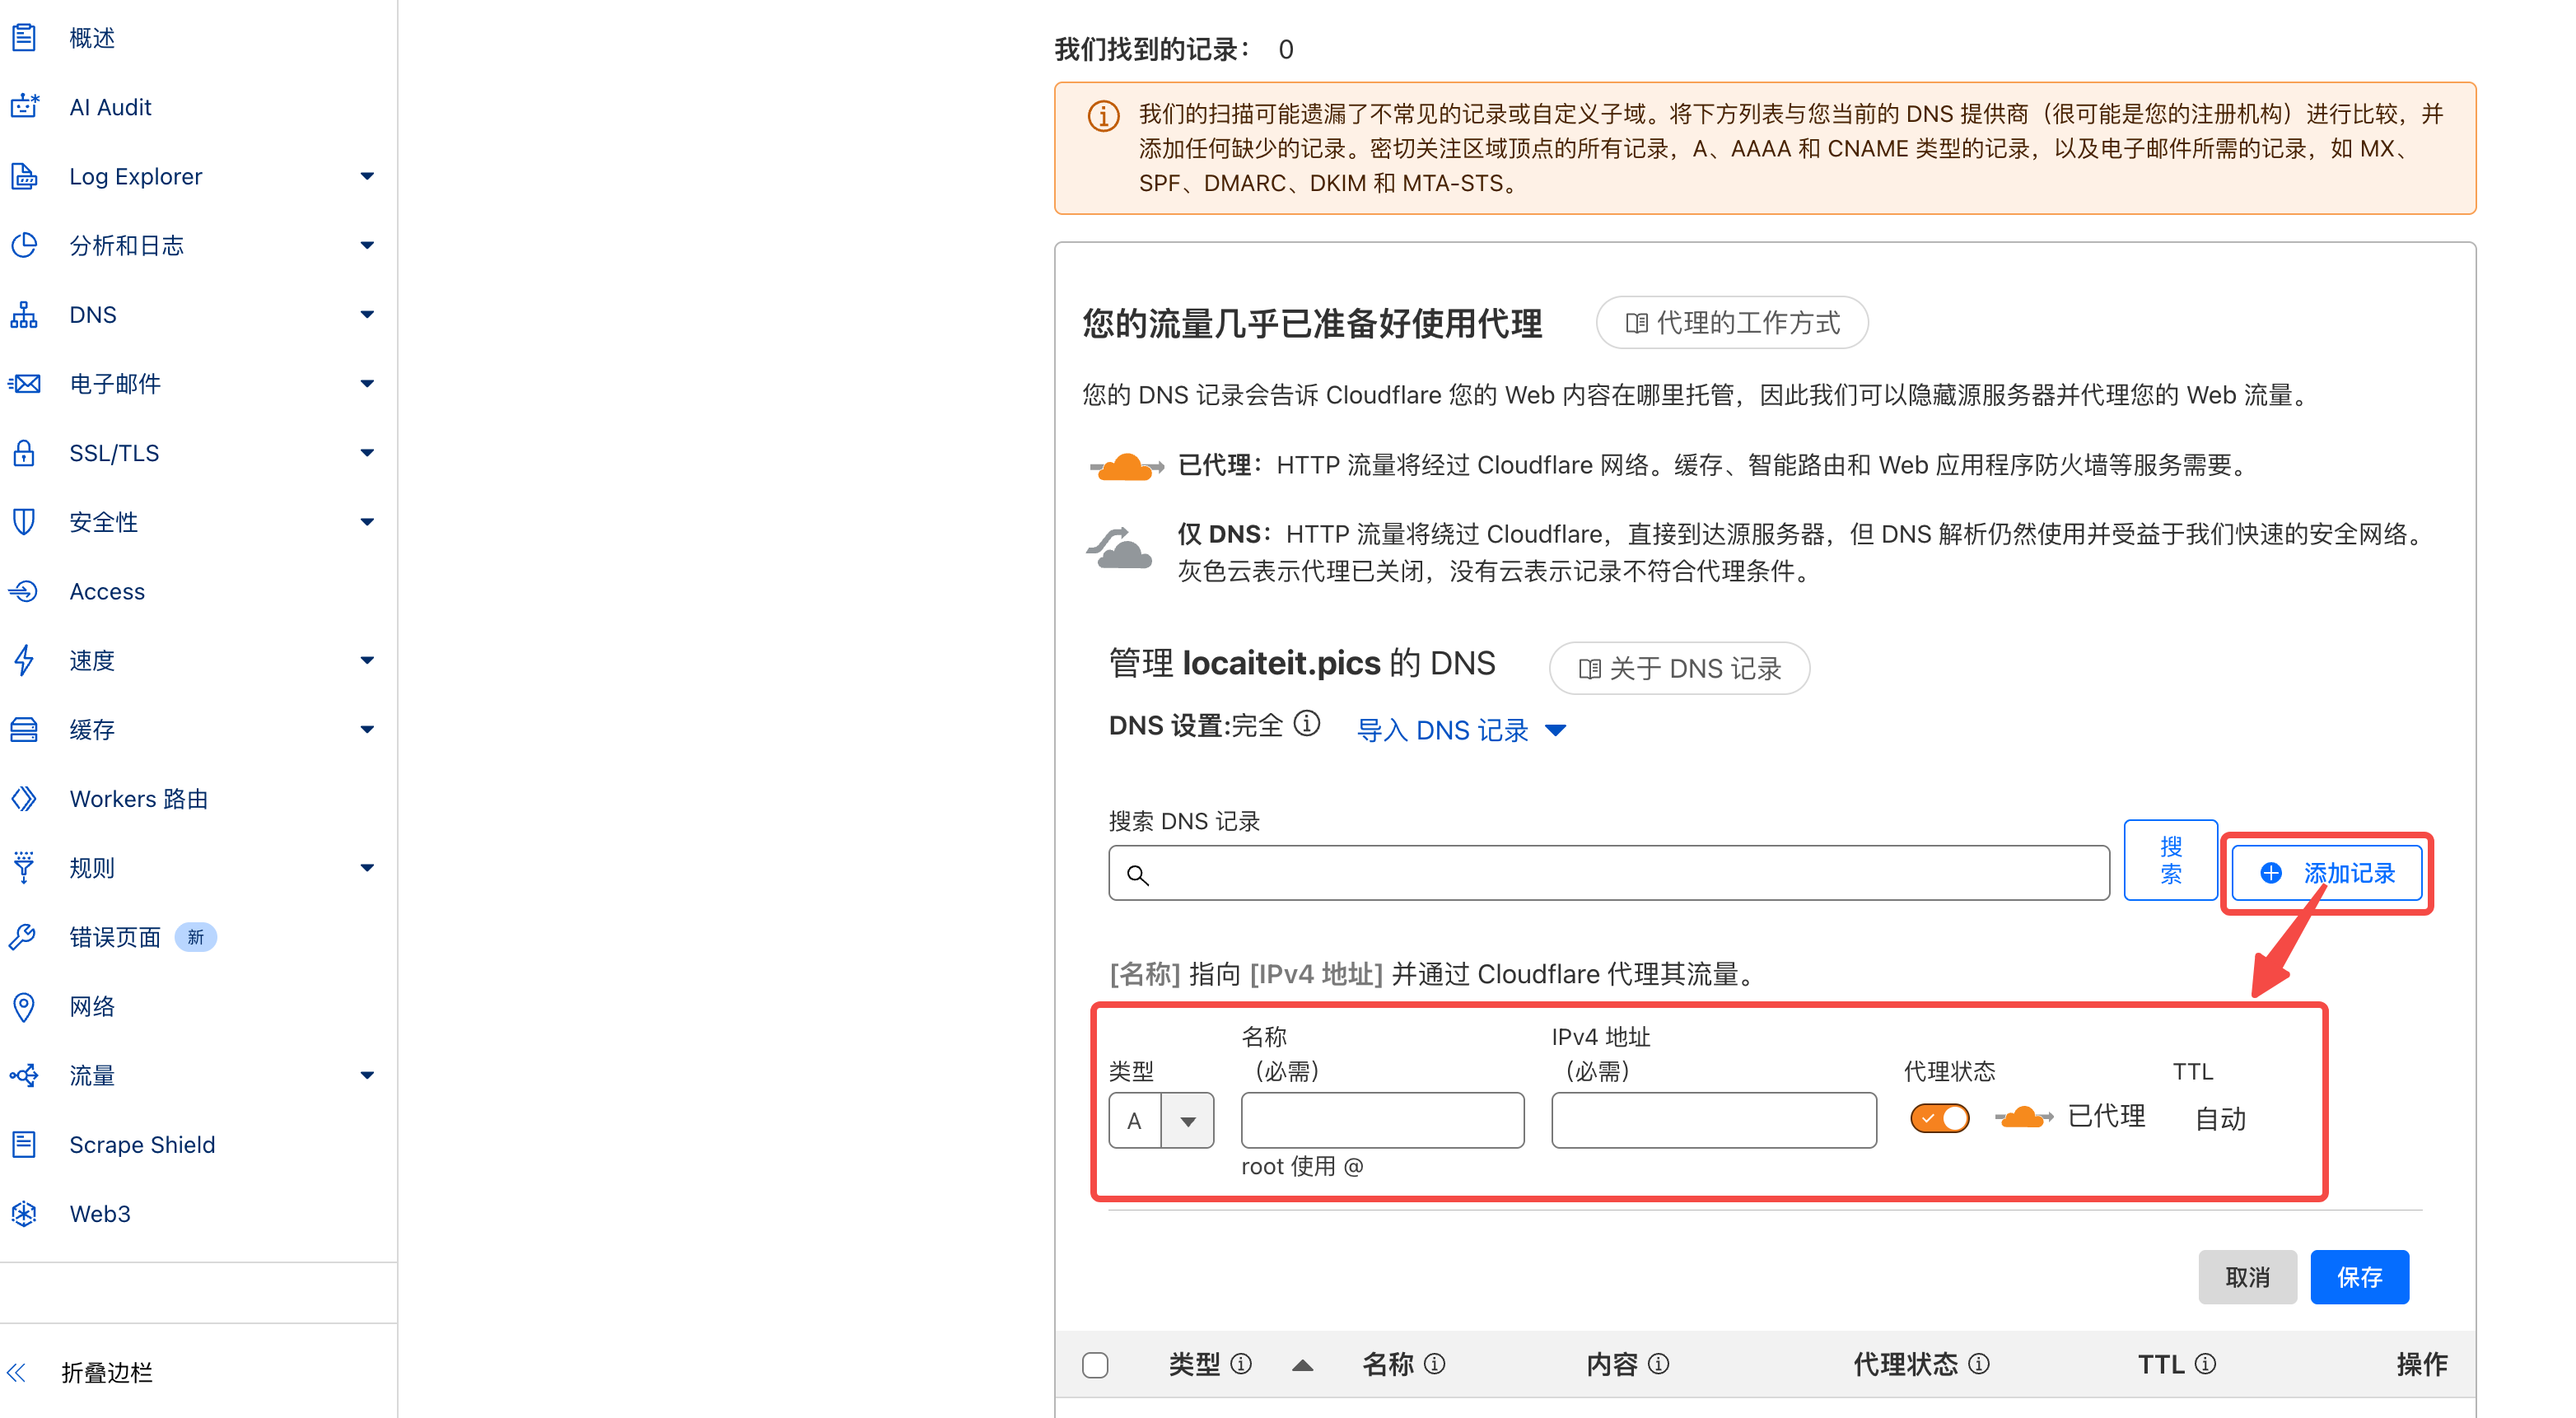 概述
AI Audit
Log Explorer
分析和日志
DNS
电子邮件
SSL/TLS
安全性
Access
速度
缓存
Workers 路由
规则
错误页面 新
网络
流量
Scrape Shield
Web3
折叠边栏
我们找到的记录： 0
我们的扫描可能遗漏了不常见的记录或自定义子域。将下方列表与您当前的 DNS 提供商（很可能是您的注册机构）进行比较，并
添加任何缺少的记录。密切关注区域顶点的所有记录，A、AAAA 和 CNAME 类型的记录，以及电子邮件所需的记录，如 MX、
SPF、DMARC、DKIM 和 MTA-STS。
您的流量几乎已准备好使用代理 代理的工作方式
您的 DNS 记录会告诉 Cloudflare 您的 Web 内容在哪里托管，因此我们可以隐藏源服务器并代理您的 Web 流量。
已代理：HTTP 流量将经过 Cloudflare 网络。缓存、智能路由和 Web 应用程序防火墙等服务需要。
仅 DNS：HTTP 流量将绕过 Cloudflare，直接到达源服务器，但 DNS 解析仍然使用并受益于我们快速的安全网络。
灰色云表示代理已关闭，没有云表示记录不符合代理条件。
管理 locaiteit.pics 的 DNS 关于 DNS 记录
DNS 设置:完全 导入 DNS 记录
搜索 DNS 记录
搜
索
添加记录
[名称] 指向 [IPv4 地址] 并通过 Cloudflare 代理其流量。
名称 IPv4 地址
类型 （必需） （必需） 代理状态 TTL
A 已代理 自动
root 使用 @
取消 保存
类型 名称 内容 代理状态 TTL 操作